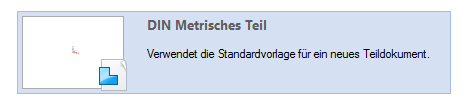 DIN Metrisches Teil
Verwendet die Standardvorlage für ein neues Teildokument.